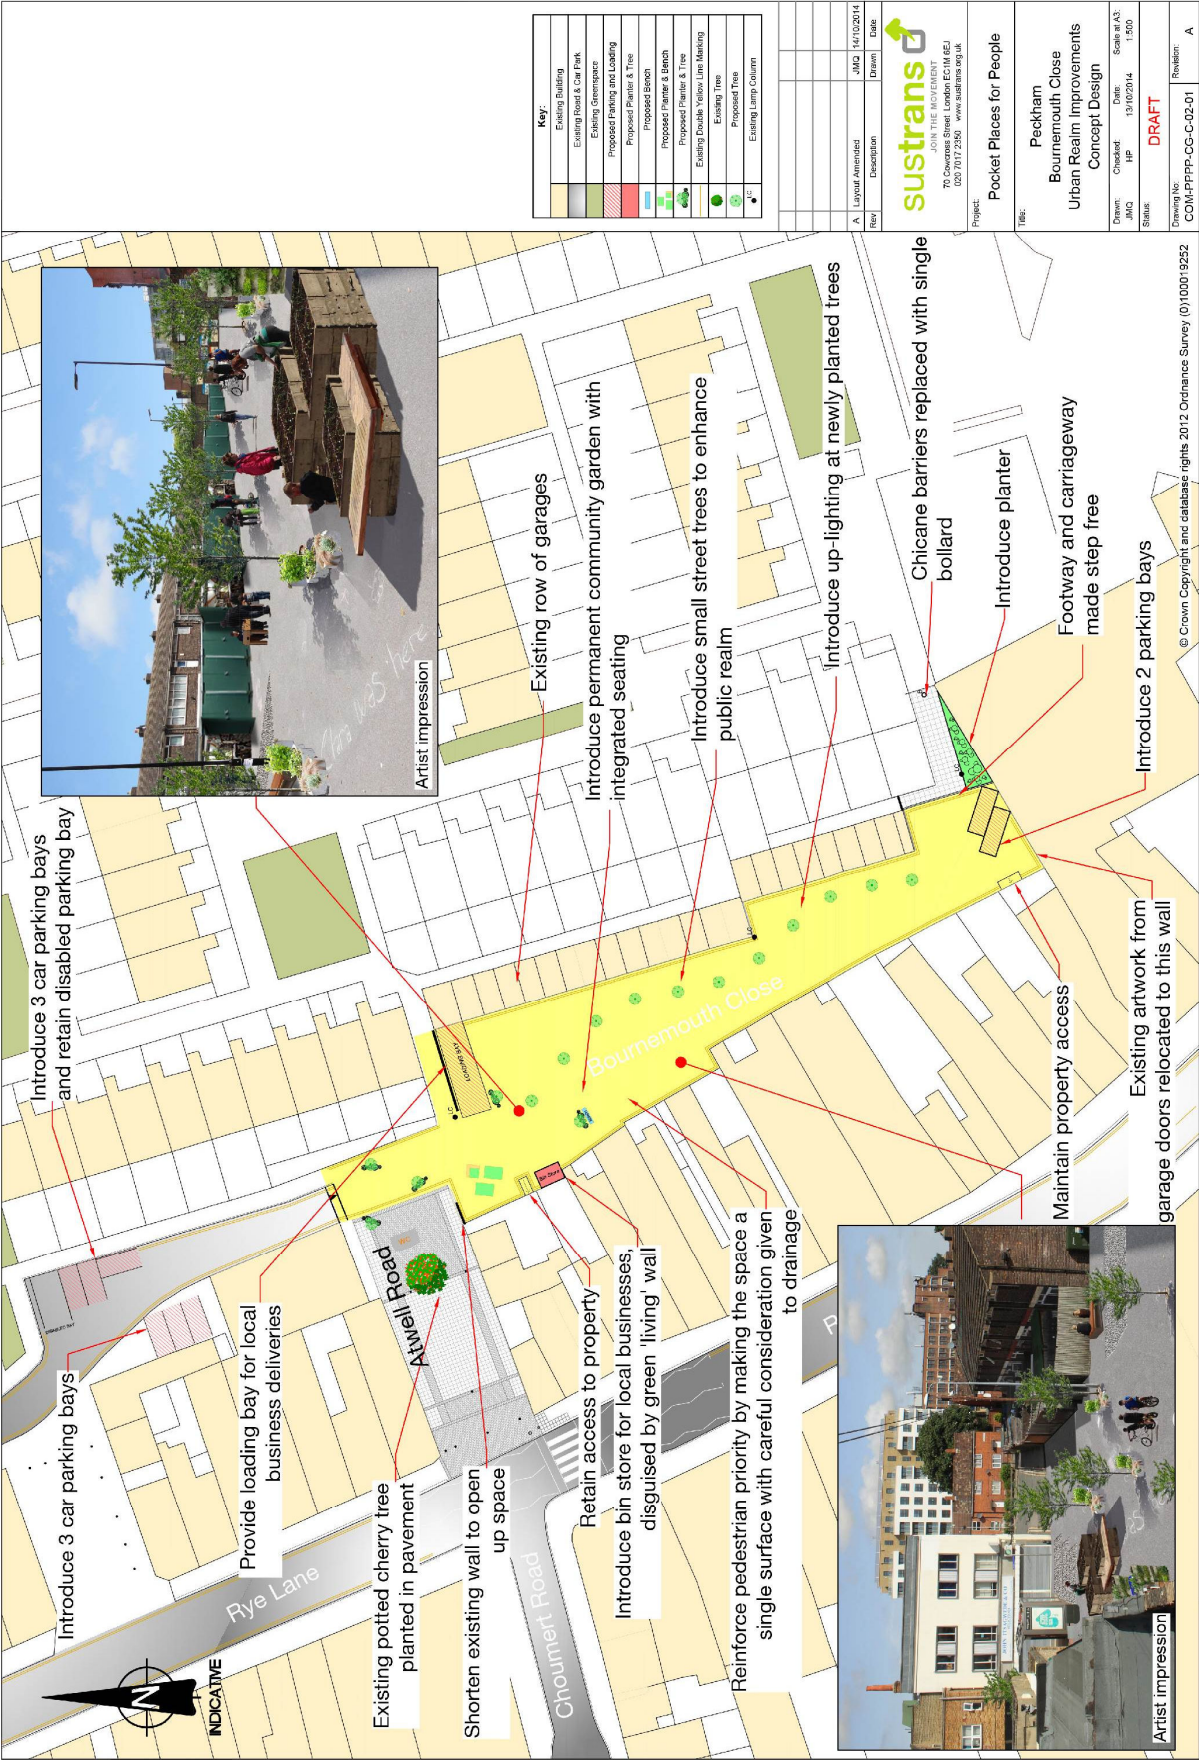 Introduce 3 car parking bays
Introduce 3 car parking bays
and retain disabled parking bay
DISABLED BAY
Provide loading bay for local
business deliveries
Existing potted cherry tree
planted in pavement
Shorten existing wall to open
up space
Retain access to property
Introduce bin store for local businesses,
disguised by green 'living' wall
Reinforce pedestrian priority by making the space a
single surface with careful consideration given
to drainage
Artist impression
Existing row of garages
Introduce permanent community garden with
integrated seating
Introduce small street trees to enhance
public realm
Introduce up-lighting at newly planted trees
Chicane barriers replaced with single
bollard
Introduce planter
Footway and carriageway
made step free
Introduce 2 parking bays
Maintain property access
Existing artwork from
garage doors relocated to this wall
Artist impression
INDICATIVE
N
Rye Lane
Choumert Road
Atwell Road
WC
Bournemouth Close
LOADING BAY
Bin Store
LC
LC
LC
P
© Crown Copyright and database rights 2012 Ordnance Survey (0)100019252
Key:
Existing Building
Existing Road & Car Park
Existing Greenspace
Proposed Parking and Loading
Proposed Planter & Tree
Proposed Bench
Proposed Planter & Bench
Proposed Planter & Tree
Existing Double Yellow Line Marking
Existing Tree
Proposed Tree
LC
Existing Lamp Column
A Layout Amended JMQ 14/10/2014
Rev Description Drawn Date
sustrans
JOIN THE MOVEMENT
70 Cowcross Street London EC1M 6EJ
020 7017 2350 www.sustrans.org.uk
Project:
Pocket Places for People
Title:
Peckham
Bournemouth Close
Urban Realm Improvements
Concept Design
Drawn: Checked: Date: Scale at A3:
JMQ HP 13/10/2014 1:500
Status:
DRAFT
Drawing No: Revision:
COM-PPPP-CG-C-02-01 A